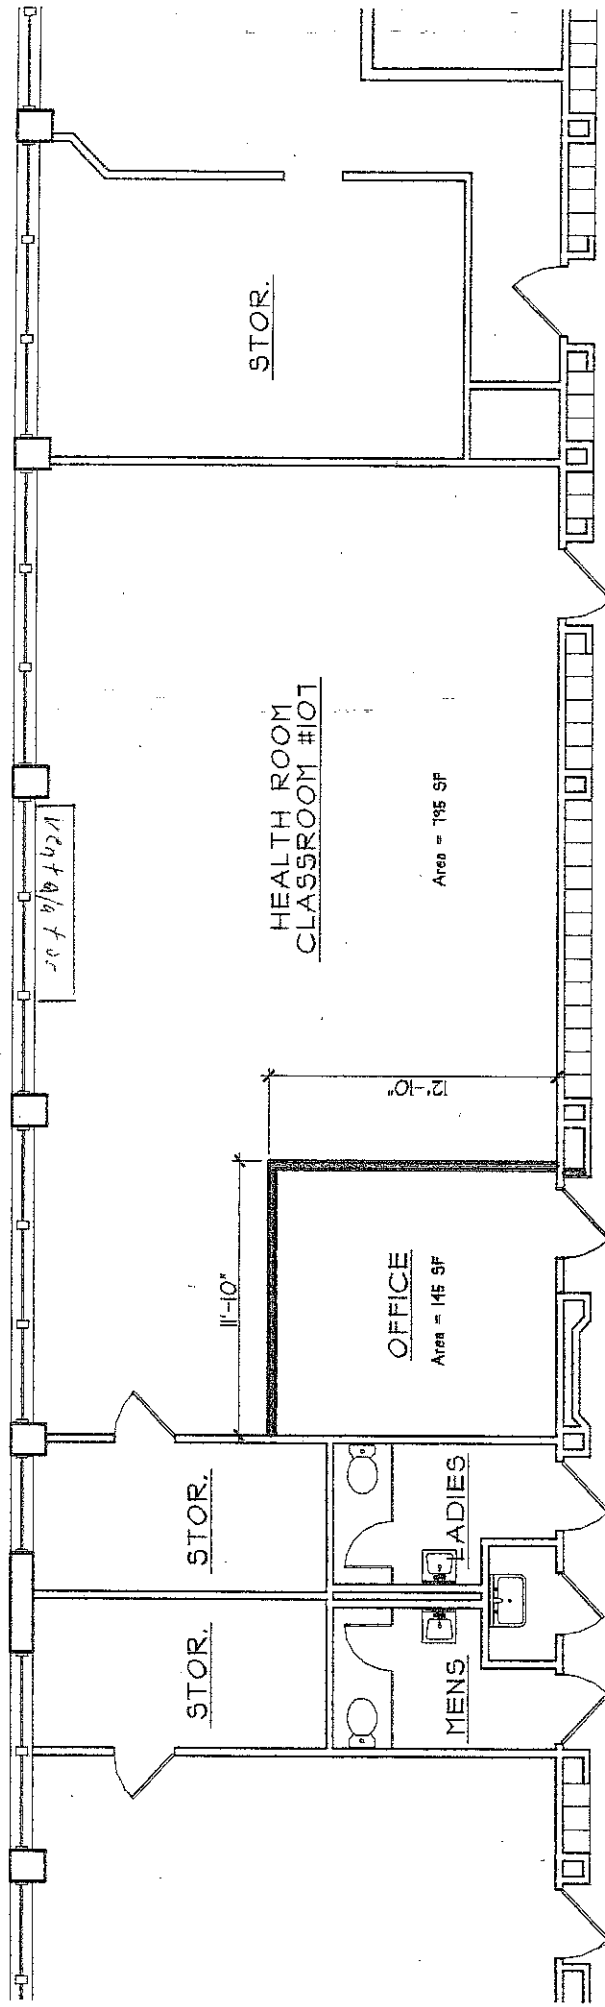 STOR.
HEALTH ROOM
CLASSROOM #107
Area = 795 SF
12'-10"
11'-10"
OFFICE
Area = 145 SF
STOR.
LADIES
STOR.
MENS